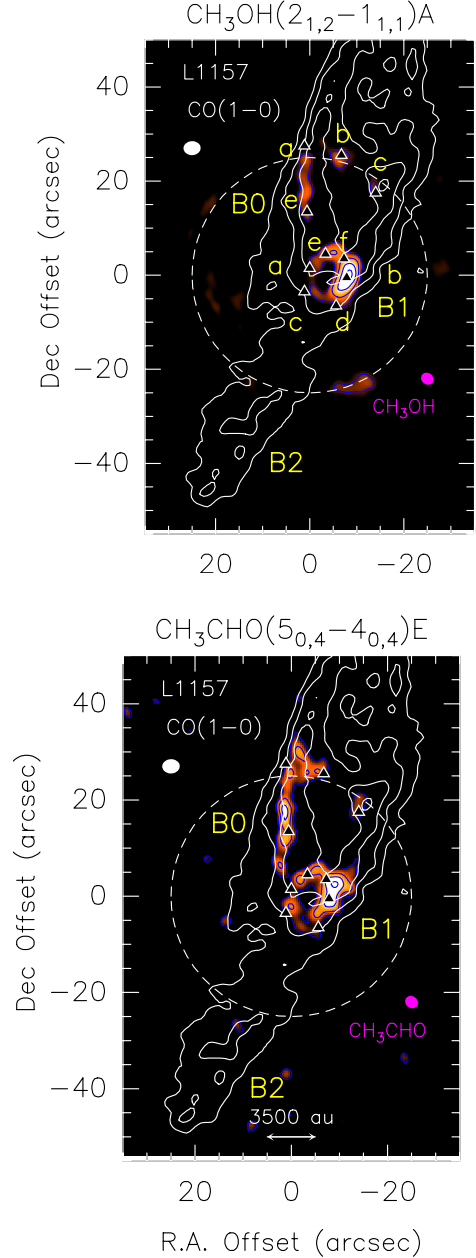 CH₃OH(2₁,₂−1₁,₁)A
L1157
CO(1−0)
40
20
0
−20
−40
Dec Offset (arcsec)
a
b
c
e
B0
e
f
a
b
B1
c
d
CH₃OH
B2
20
0
−20
CH₃CHO(5₀,₄−4₀,₄)E
L1157
CO(1−0)
40
20
0
−20
−40
Dec Offset (arcsec)
B0
B1
CH₃CHO
B2
3500 au
20
0
−20
R.A. Offset (arcsec)